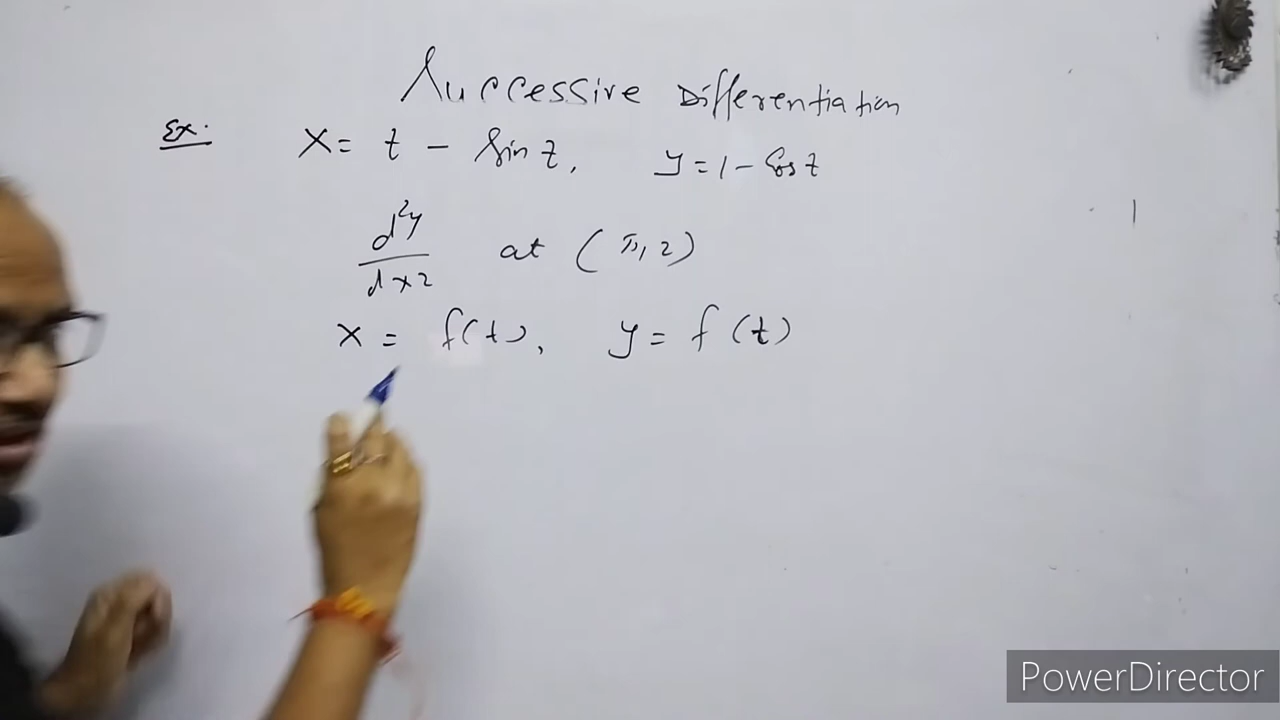 Successive Differentiation
Ex. x = t - Sin t, y = 1 - Cos t
d²y/dx² at (π, 2)
x = f(t), y = f(t)
PowerDirector